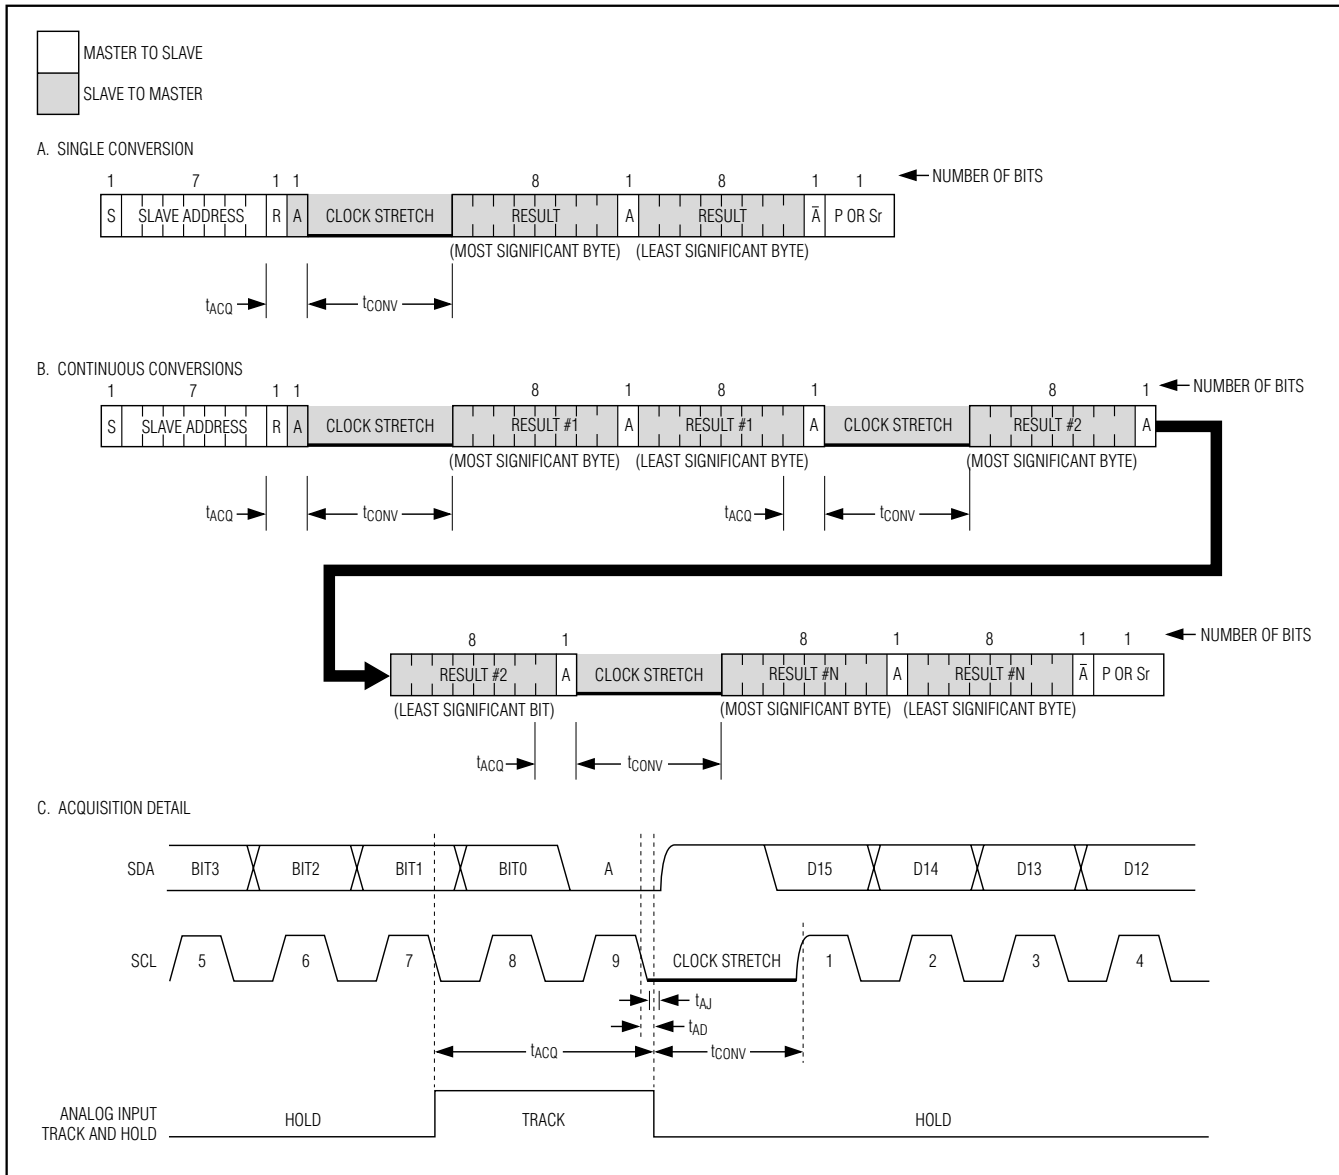 MASTER TO SLAVE
SLAVE TO MASTER
A. SINGLE CONVERSION
1 7 1 1 8 1 8 1 1 NUMBER OF BITS
S SLAVE ADDRESS R A CLOCK STRETCH RESULT A RESULT A̅ P OR Sr
(MOST SIGNIFICANT BYTE) (LEAST SIGNIFICANT BYTE)
tACQ tCONV
B. CONTINUOUS CONVERSIONS
1 7 1 1 8 1 8 1 8 1 NUMBER OF BITS
S SLAVE ADDRESS R A CLOCK STRETCH RESULT #1 A RESULT #1 A CLOCK STRETCH RESULT #2 A
(MOST SIGNIFICANT BYTE) (LEAST SIGNIFICANT BYTE) (MOST SIGNIFICANT BYTE)
tACQ tCONV tACQ tCONV
8 1 8 1 8 1 1 NUMBER OF BITS
RESULT #2 A CLOCK STRETCH RESULT #N A RESULT #N A̅ P OR Sr
(LEAST SIGNIFICANT BIT) (MOST SIGNIFICANT BYTE) (LEAST SIGNIFICANT BYTE)
tACQ tCONV
C. ACQUISITION DETAIL
SDA BIT3 BIT2 BIT1 BIT0 A D15 D14 D13 D12
SCL 5 6 7 8 9 CLOCK STRETCH 1 2 3 4
tAJ
tAD
tACQ tCONV
ANALOG INPUT
TRACK AND HOLD
HOLD TRACK HOLD